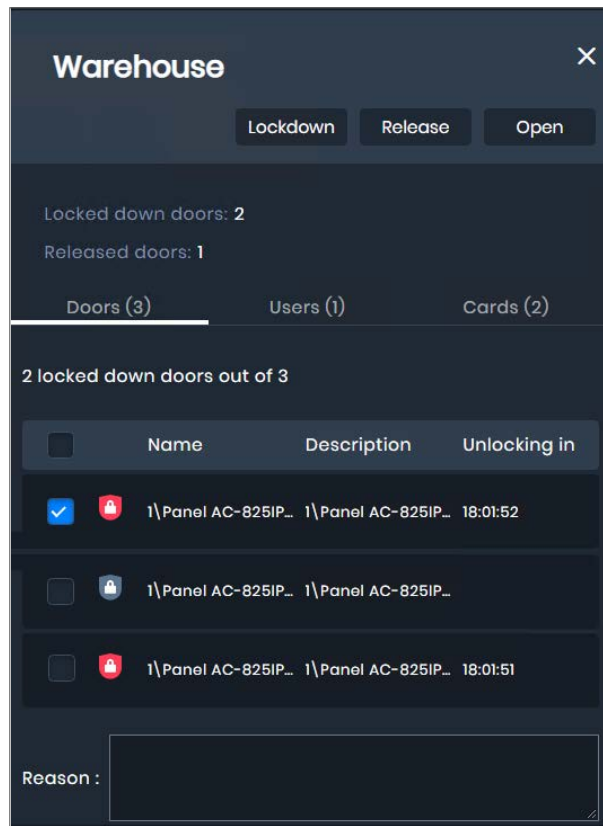 Warehouse
Lockdown Release Open
Locked down doors: 2
Released doors: 1
Doors (3) Users (1) Cards (2)
2 locked down doors out of 3
Name Description Unlocking in
1\Panel AC-825IP... 1\Panel AC-825IP... 18:01:52
1\Panel AC-825IP... 1\Panel AC-825IP...
1\Panel AC-825IP... 1\Panel AC-825IP... 18:01:51
Reason :